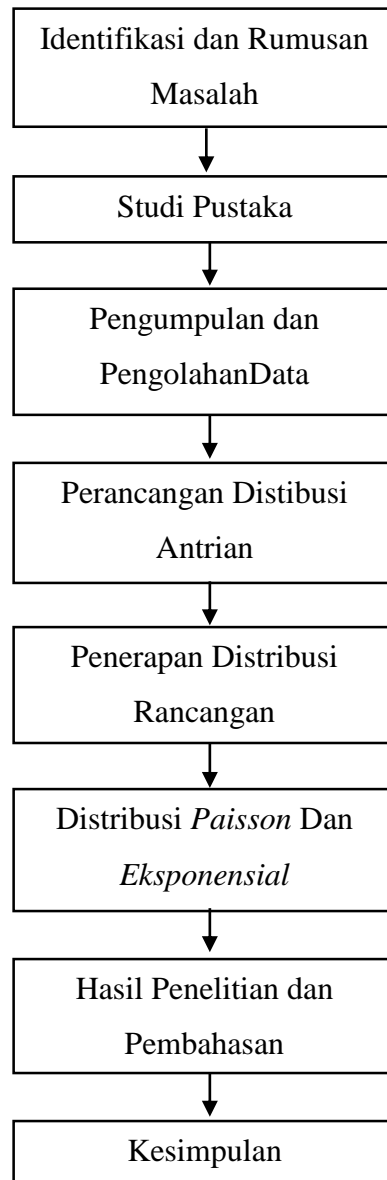 Identifikasi dan Rumusan
Masalah
Studi Pustaka
Pengumpulan dan
PengolahanData
Perancangan Distibusi
Antrian
Penerapan Distribusi
Rancangan
Distribusi Paisson Dan
Eksponensial
Hasil Penelitian dan
Pembahasan
Kesimpulan